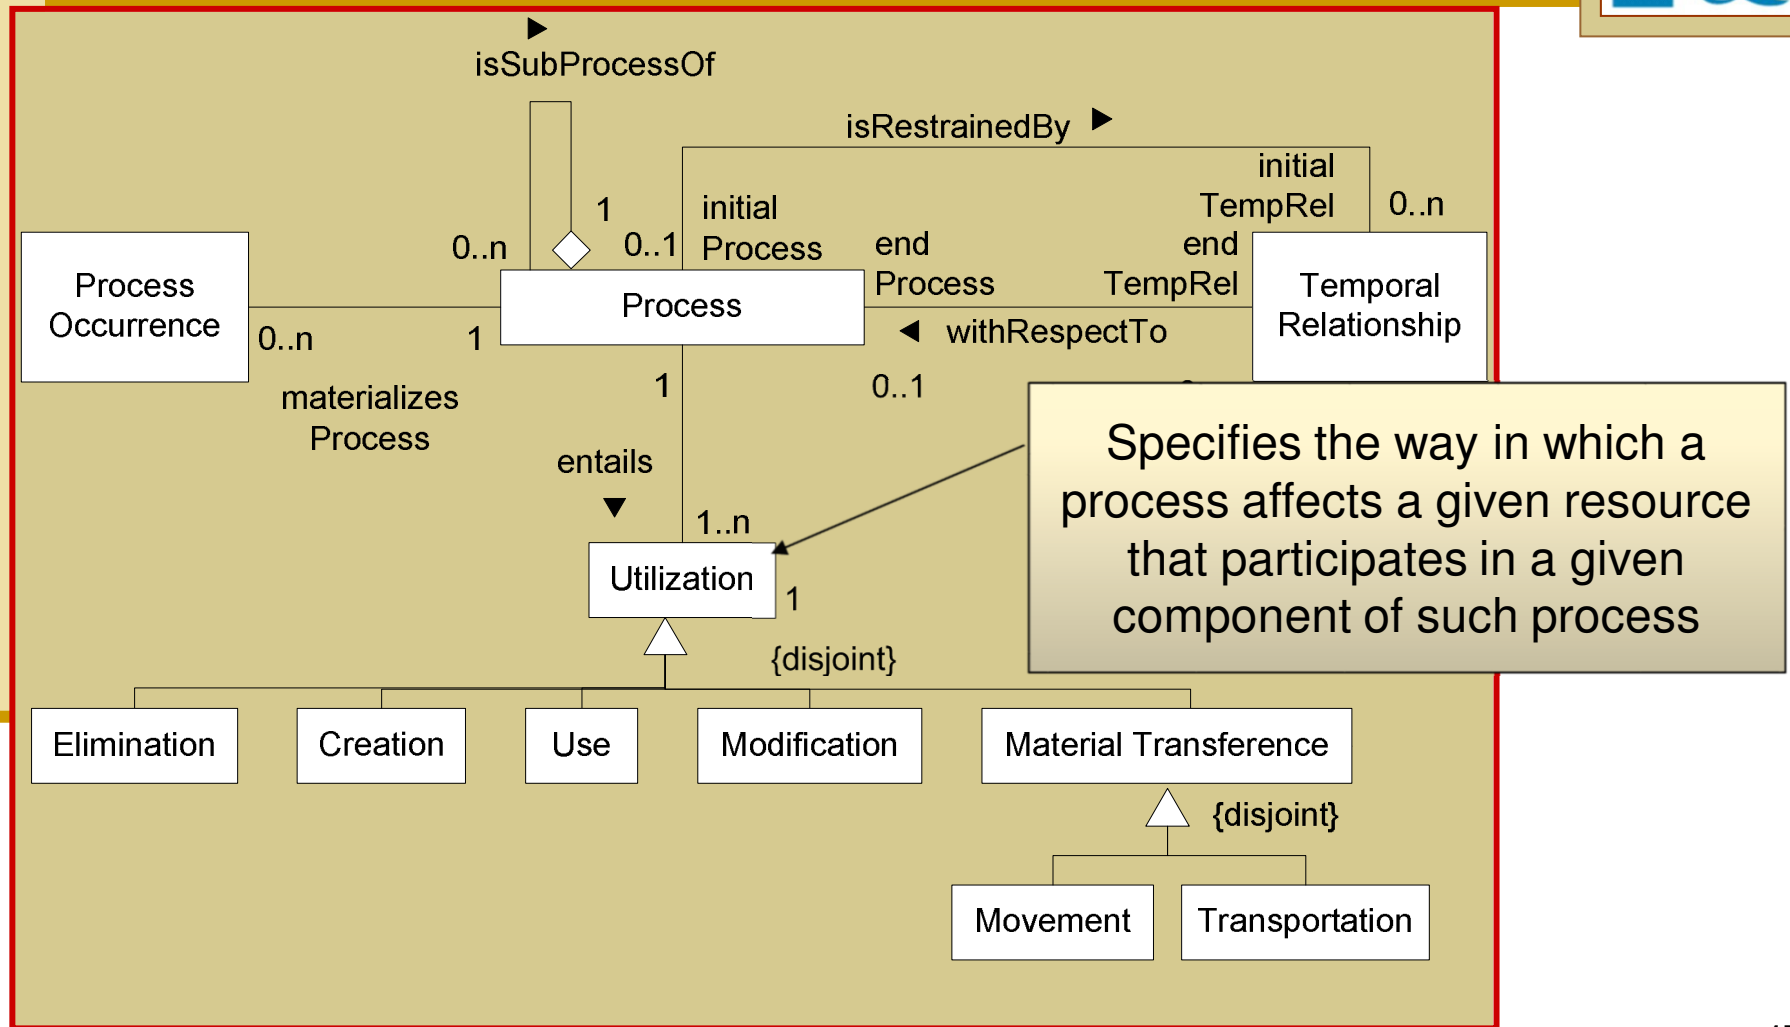 isSubProcessOf
isRestrainedBy
initial
TempRel
0..n
1
initial
Process
0..n
0..1
end
Process
end
TempRel
Process
Occurrence
Process
Temporal
Relationship
0..n
1
withRespectTo
materializes
Process
1
0..1
entails
1..n
Specifies the way in which a
process affects a given resource
that participates in a given
component of such process
Utilization
1
{disjoint}
Elimination
Creation
Use
Modification
Material Transference
{disjoint}
Movement
Transportation